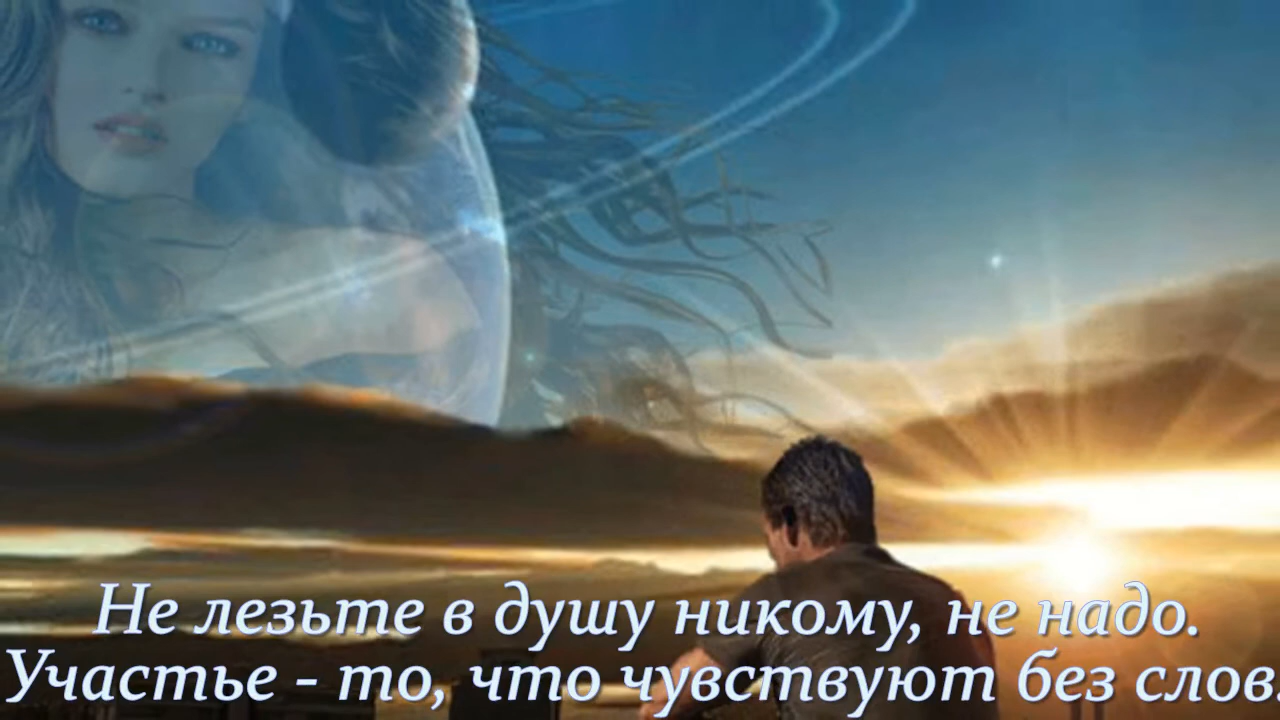 Не лезьте в душу никому, не надо.
Участье - то, что чувствуют без слов.